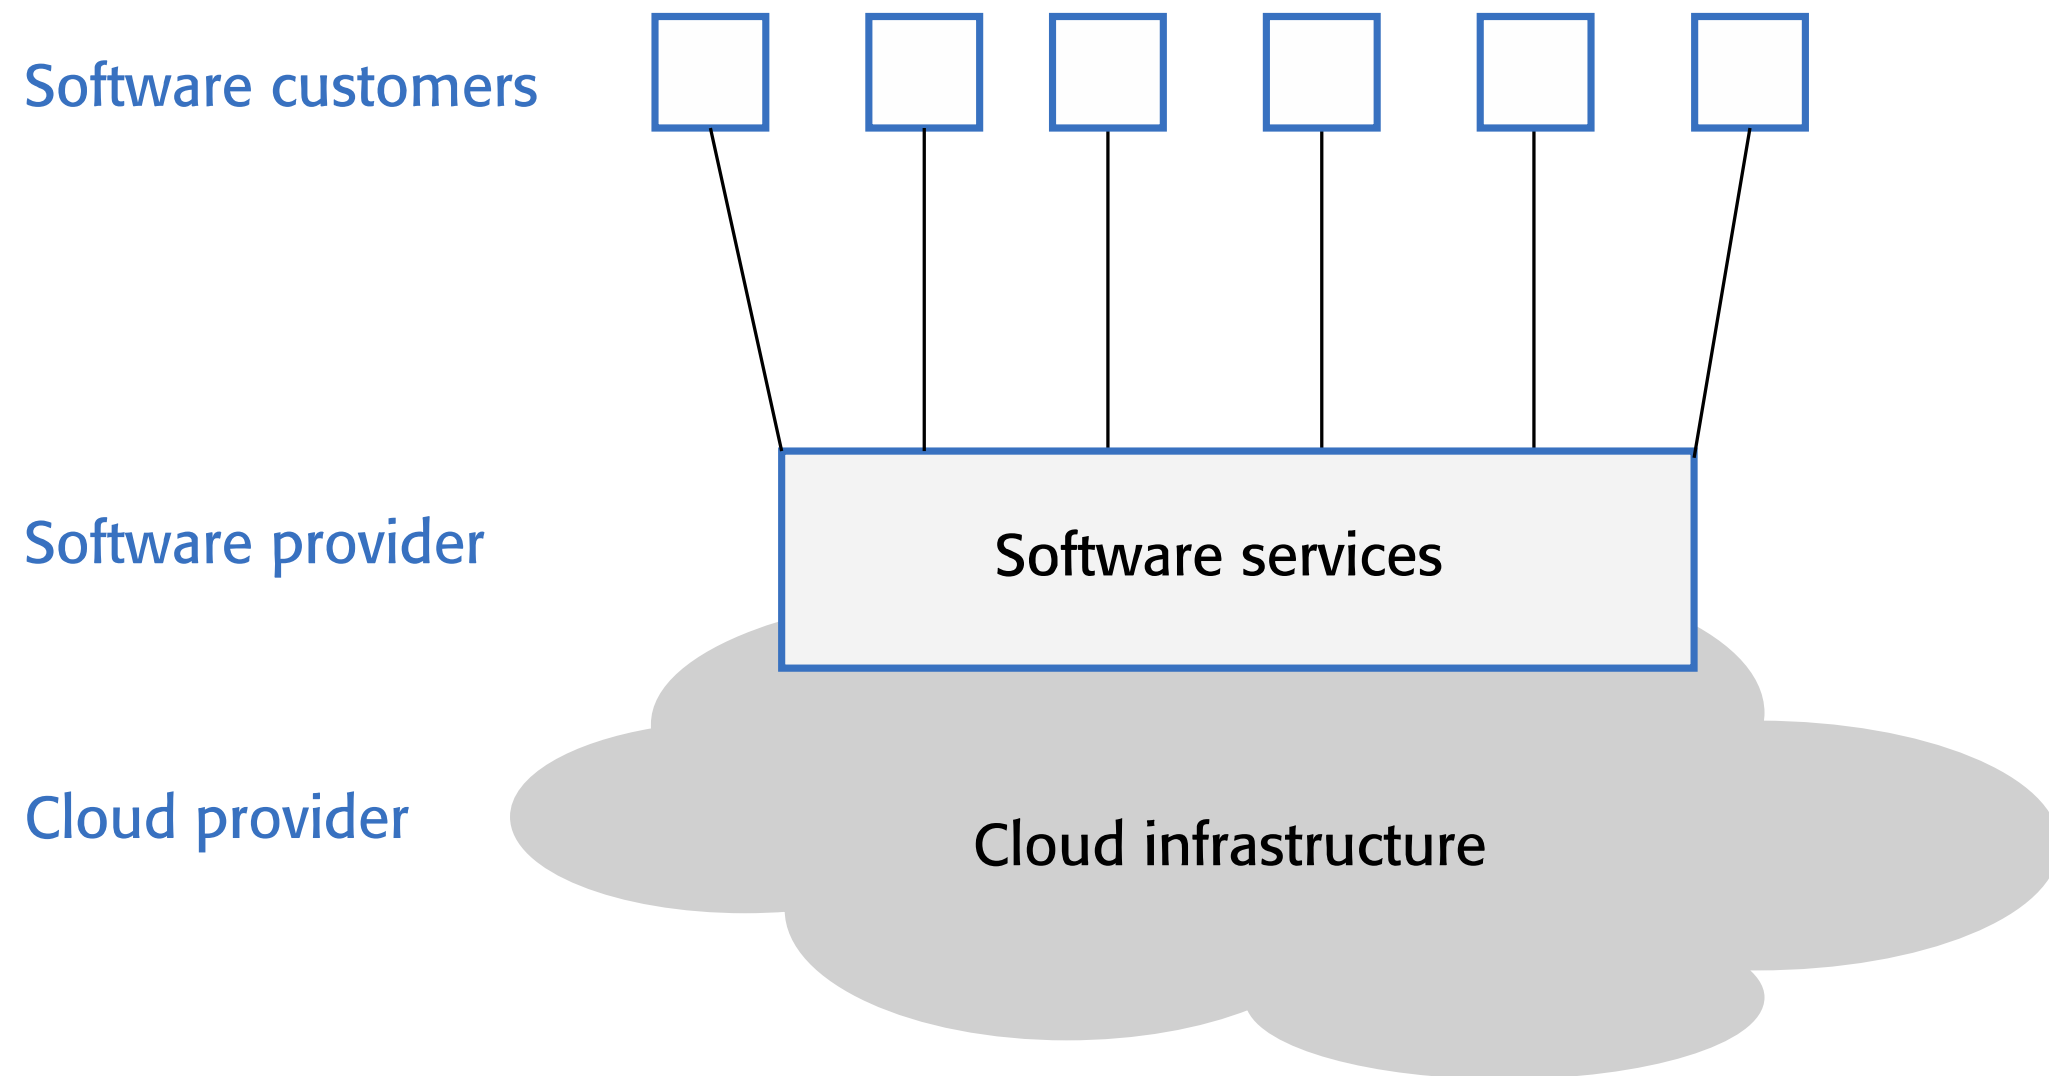 Software customers
Software provider
Software services
Cloud provider
Cloud infrastructure